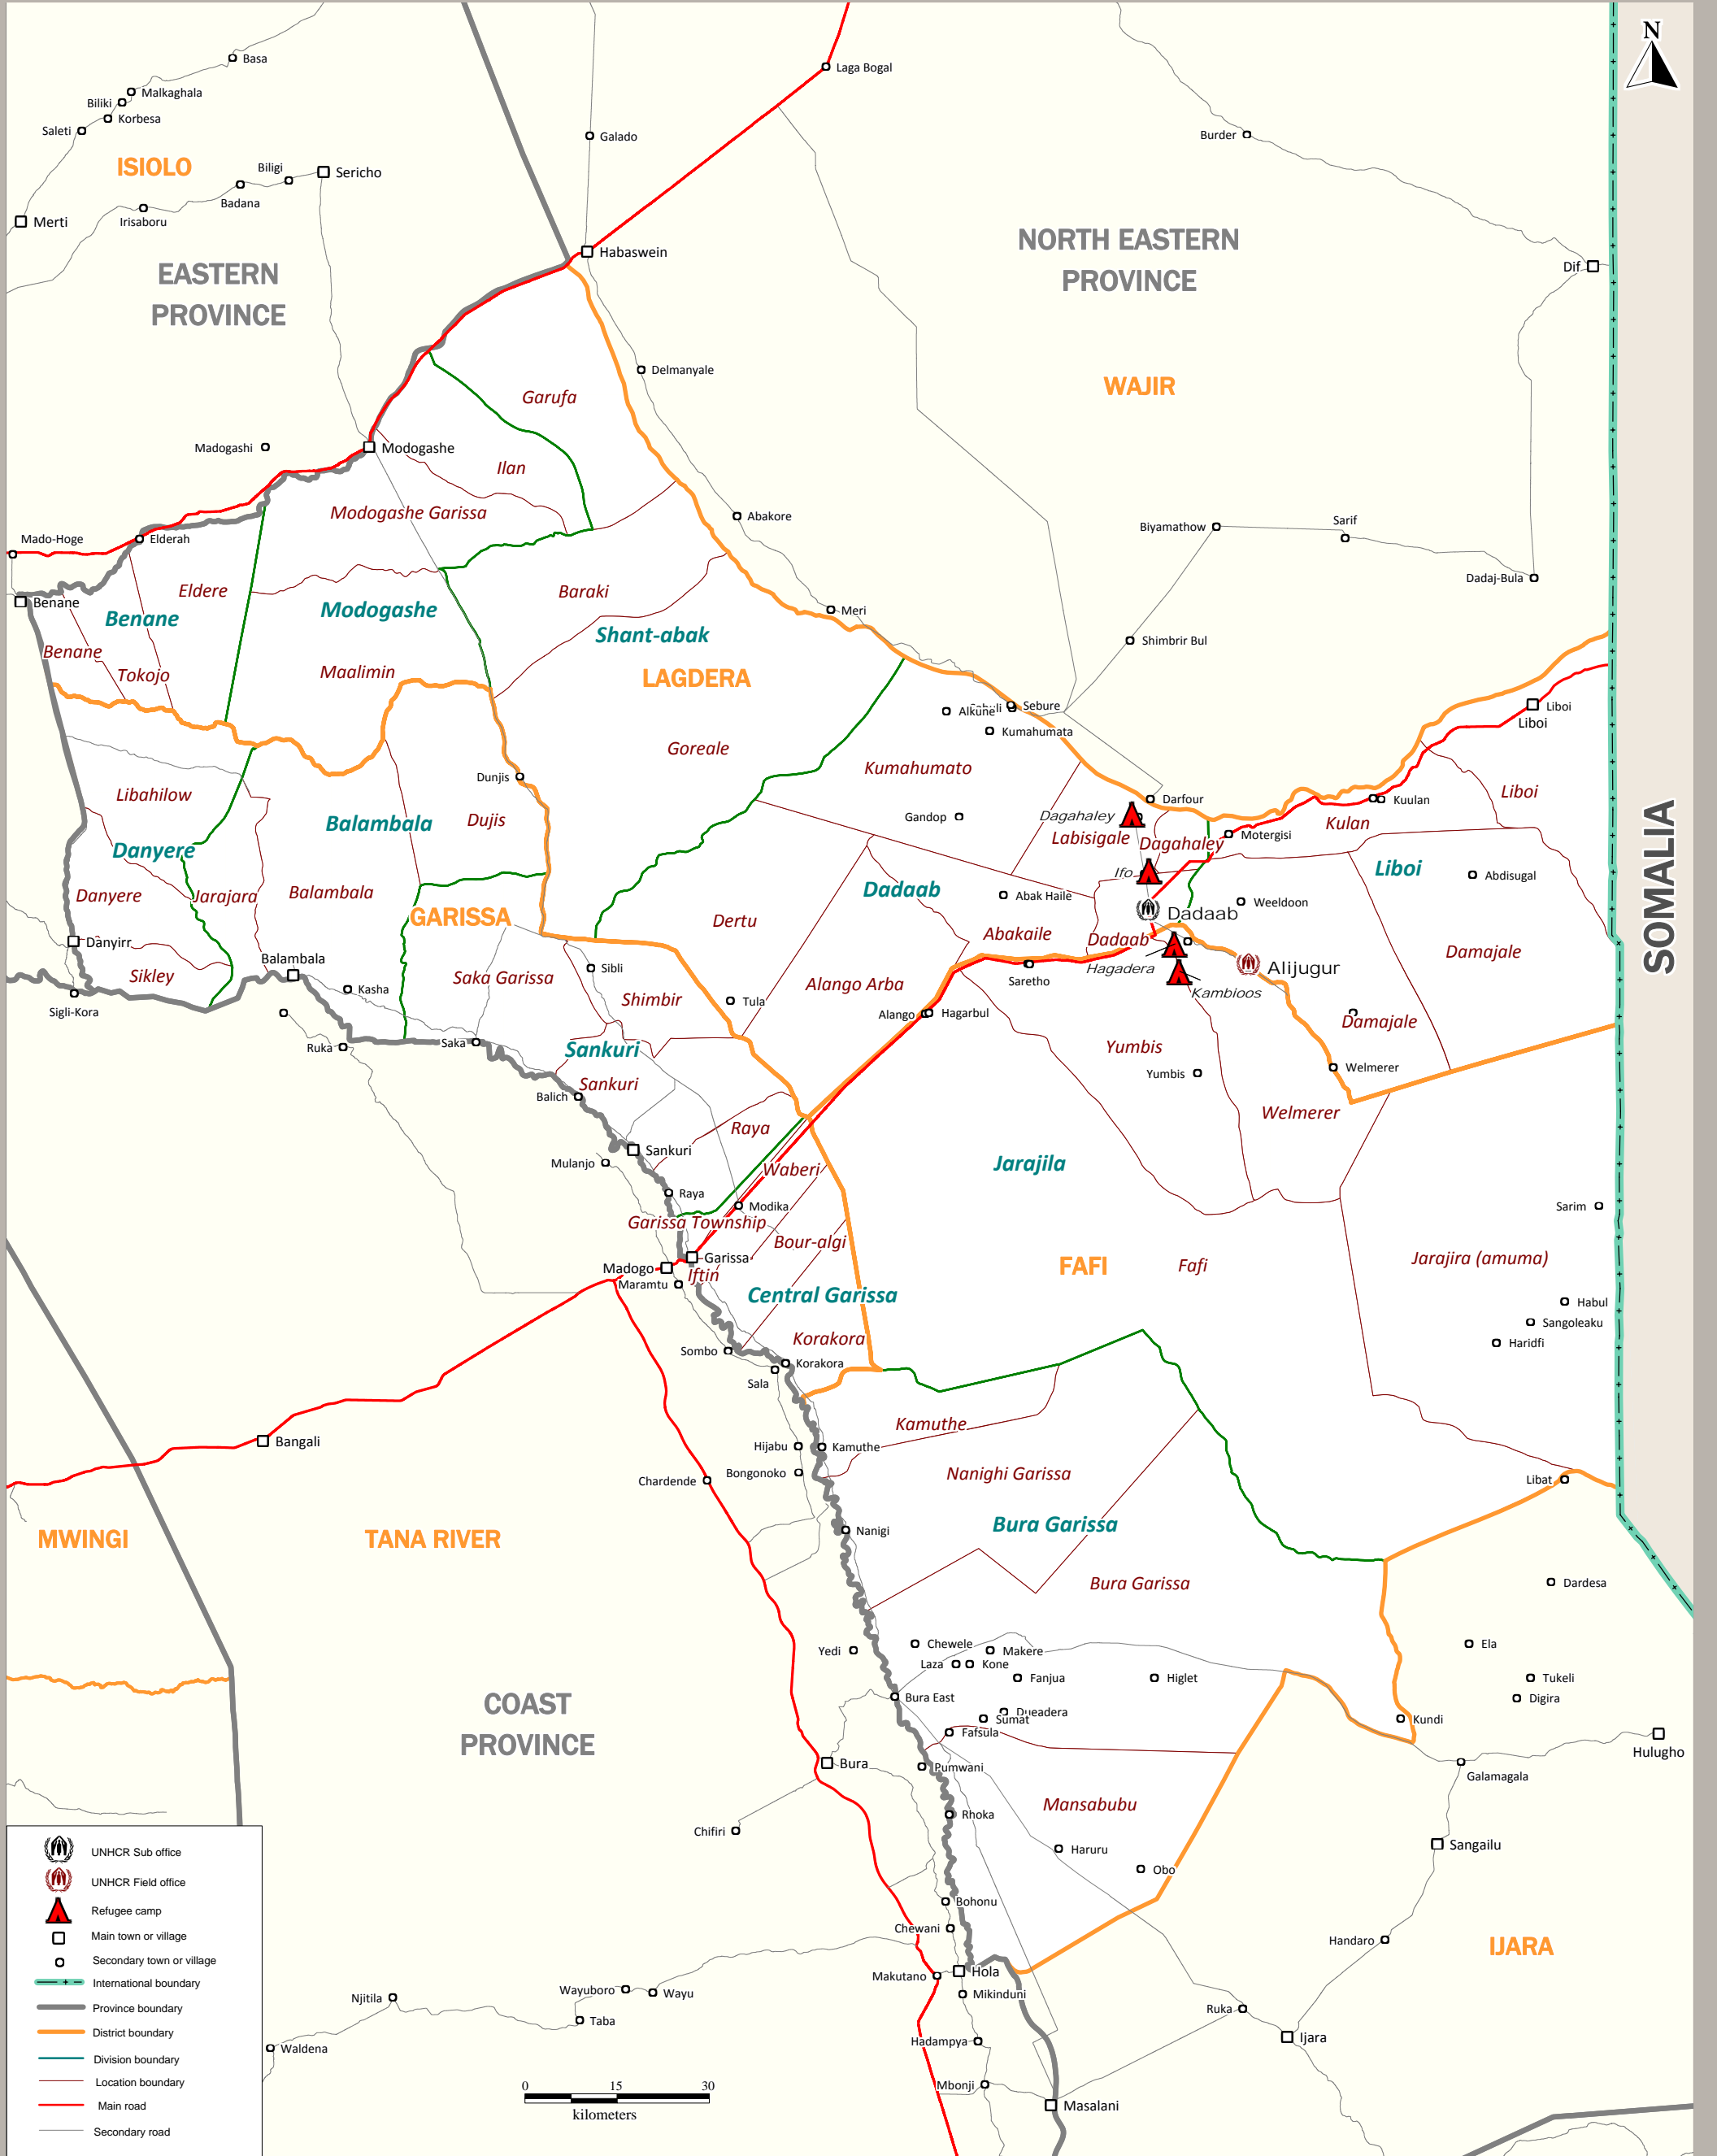 N
Basa
Laga Bogal
Malkaghala
Biliki
Korbesa
Saleti
Galado
Burder
ISIOLO
Biligi
Sericho
Badana
Irisaboru
Merti
Habaswein
NORTH EASTERN
PROVINCE
Dif
EASTERN
PROVINCE
Delmanyale
WAJIR
Garufa
Madogashi
Modogashe
Ilan
Modogashe Garissa
Abakore
Biyamathow
Sarif
Mado-Hoge
Elderah
Dadaj-Bula
Eldere
Baraki
Benane
Modogashe
Meri
Benane
Shant-abak
Shimbrir Bul
Benane
Tokojo
Maalimin
LAGDERA
Alkune
Sebure
Liboi
Liboi
Kumahumata
Goreale
Kumahumato
Dunjis
Libahilow
Liboi
Darfour
Kuulan
Balambala
Dujis
Gandop
Dagahaley
Kulan
Labisigale
Dagahaley
Motergisi
SOMALIA
Danyere
Ifo
Liboi
Abdisugal
Danyere
Jarajara
Balambala
Dadaab
Abak Haile
Weeldoon
GARISSA
Dertu
Dadaab
Abakaile
Dadaab
Danyirr
Damajale
Balambala
Hagadera
Alijugur
Sikley
Saka Garissa
Sibli
Alango Arba
Saretho
Kambioos
Kasha
Shimbir
Tula
Sigli-Kora
Alango
Hagarbul
Damajale
Ruka
Saka
Sankuri
Yumbis
Welmerer
Yumbis
Sankuri
Balich
Welmerer
Raya
Sankuri
Mulanjo
Waberi
Jarajila
Raya
Modika
Sarim
Garissa Township
Bour-algi
Garissa
Madogo
Iftin
FAFI
Fafi
Jarajira (amuma)
Maramtu
Central Garissa
Habul
Sangoleaku
Korakora
Haridfi
Sombo
Korakora
Sala
Kamuthe
Bangali
Hijabu
Kamuthe
Bongonoko
Nanighi Garissa
Chardende
Libat
MWINGI
TANA RIVER
Nanigi
Bura Garissa
Bura Garissa
Dardesa
Yedi
Chewele
Makere
Ela
Laza
Kone
Fanjua
Higlet
Tukeli
COAST
PROVINCE
Bura East
Digira
Sumat
Kundi
Fafsula
Hulugho
Bura
Pumwani
Galamagala
Mansabubu
Rhoka
Chifiri
Sangailu
Haruru
UNHCR Sub office
Obo
UNHCR Field office
Bohonu
Refugee camp
Chewani
Main town or village
Handaro
IJARA
Secondary town or village
Hola
International boundary
Makutano
Wayuboro
Wayu
Mikinduni
Njitila
Province boundary
Ruka
Taba
District boundary
Hadampya
Ijara
Waldena
Division boundary
Location boundary
Mbonji
0 15 30
Main road
Masalani
kilometers
Secondary road